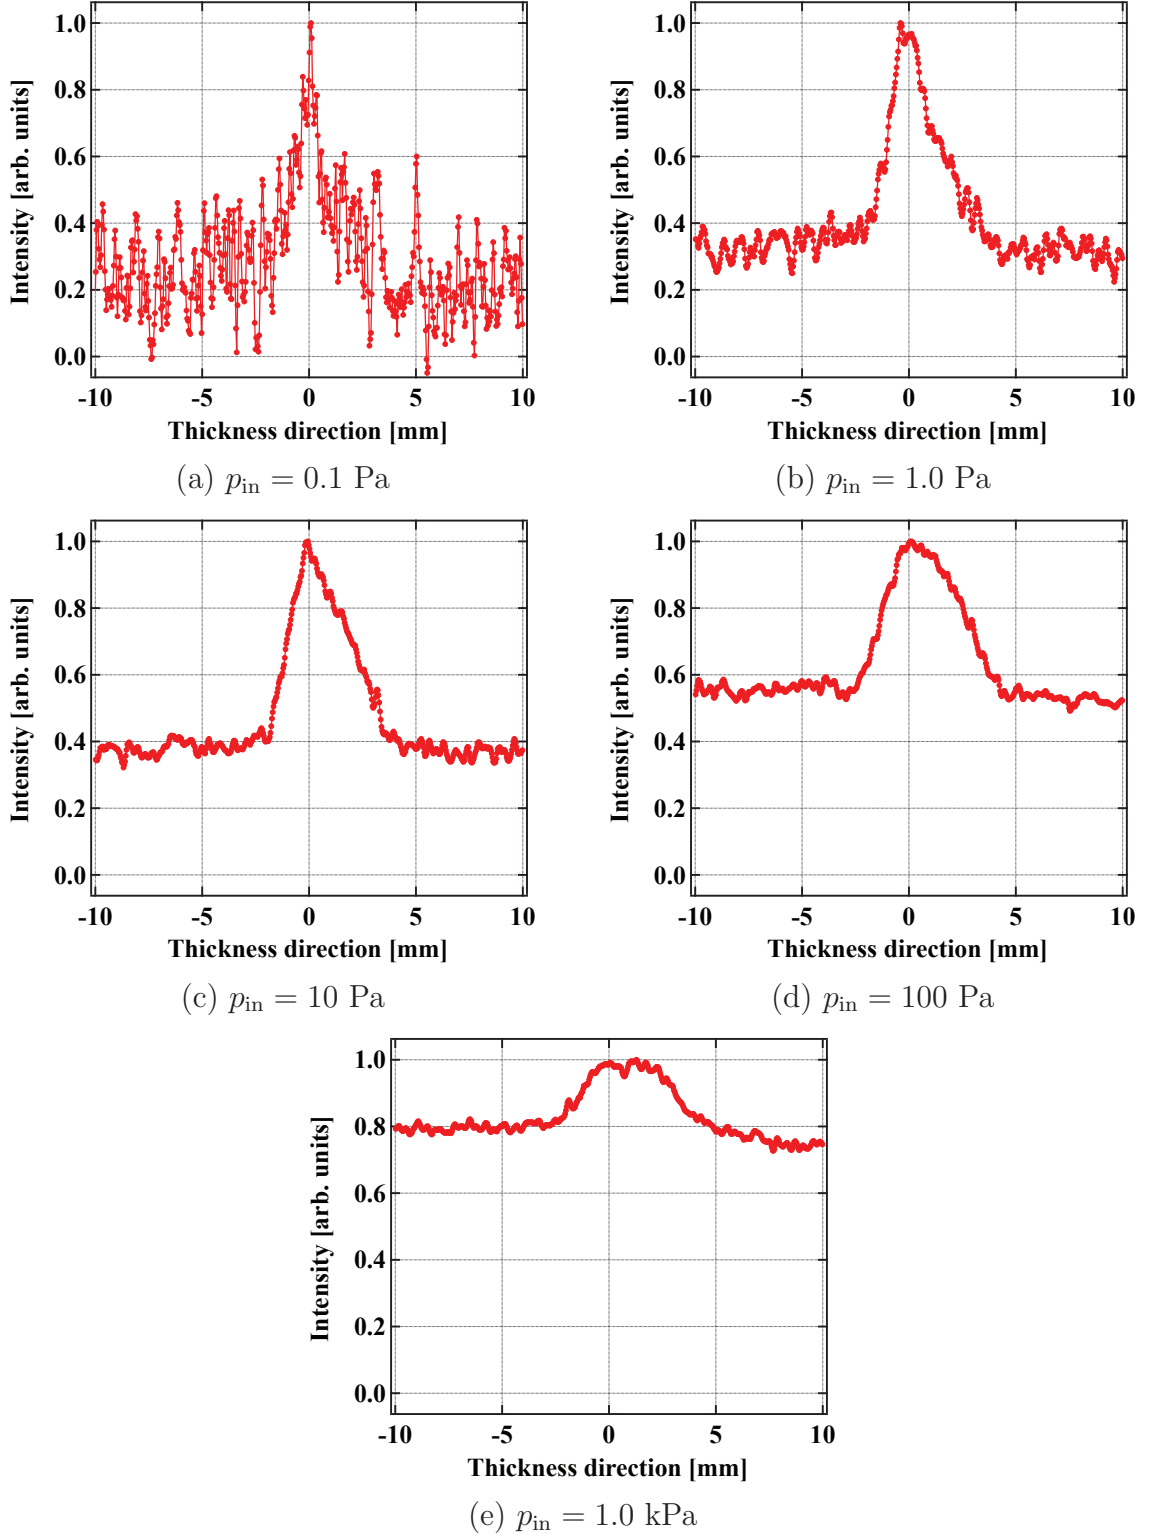 1.0
0.8
0.6
0.4
0.2
0.0
Intensity [arb. units]
-10 -5 0 5 10
Thickness direction [mm]
(a) p_in = 0.1 Pa
1.0
0.8
0.6
0.4
0.2
0.0
Intensity [arb. units]
-10 -5 0 5 10
Thickness direction [mm]
(b) p_in = 1.0 Pa
1.0
0.8
0.6
0.4
0.2
0.0
Intensity [arb. units]
-10 -5 0 5 10
Thickness direction [mm]
(c) p_in = 10 Pa
1.0
0.8
0.6
0.4
0.2
0.0
Intensity [arb. units]
-10 -5 0 5 10
Thickness direction [mm]
(d) p_in = 100 Pa
1.0
0.8
0.6
0.4
0.2
0.0
Intensity [arb. units]
-10 -5 0 5 10
Thickness direction [mm]
(e) p_in = 1.0 kPa